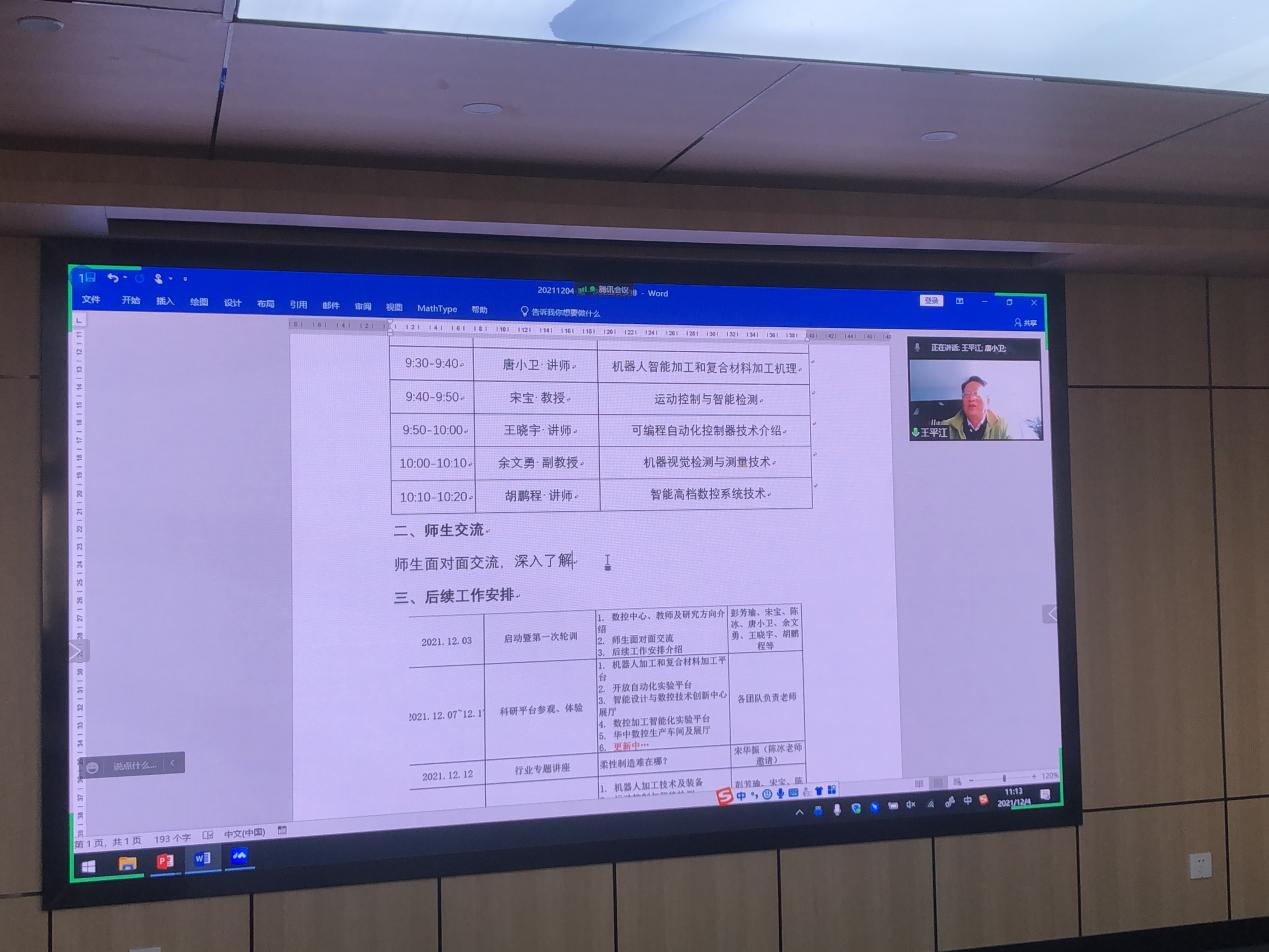 20211204
腾讯会议
- Word
登录
文件 开始 插入 绘图 设计 布局 引用 邮件 审阅 视图 MathType 帮助 告诉我你想要做什么
共享
正在讲话: 王平江; 唐小卫;
王平江
9:30-9:40 唐小卫·讲师 机器人智能加工和复合材料加工机理
9:40-9:50 宋宝·教授 运动控制与智能检测
9:50-10:00 王晓宇·讲师 可编程自动化控制器技术介绍
10:00-10:10 余文勇·副教授 机器视觉检测与测量技术
10:10-10:20 胡鹏程·讲师 智能高档数控系统技术
二、师生交流
师生面对面交流，深入了解
三、后续工作安排
2021.12.03 启动暨第一次轮训
1. 数控中心、教师及研究方向介
绍
2. 师生面对面交流
3. 后续工作安排介绍
彭芳瑜、宋宝、陈
冰、唐小卫、余文
勇、王晓宇、胡鹏
程等
2021.12.07~12.1 科研平台参观、体验
1. 机器人加工和复合材料加工平
台
2. 开放自动化实验平台
3. 智能设计与数控技术创新中心
展厅
4. 数控加工智能化实验平台
5. 华中数控生产车间及展厅
6. 更新中…
各团队负责老师
2021.12.12 行业专题讲座 柔性制造难在哪？
宋华振（陈冰老师
邀请）
1. 机器人加工技术及装备
彭芳瑜、宋宝、陈
说点什么...
中
第1页，共1页 193个字 中文(中国)
120%
中
11:13
2021/12/4